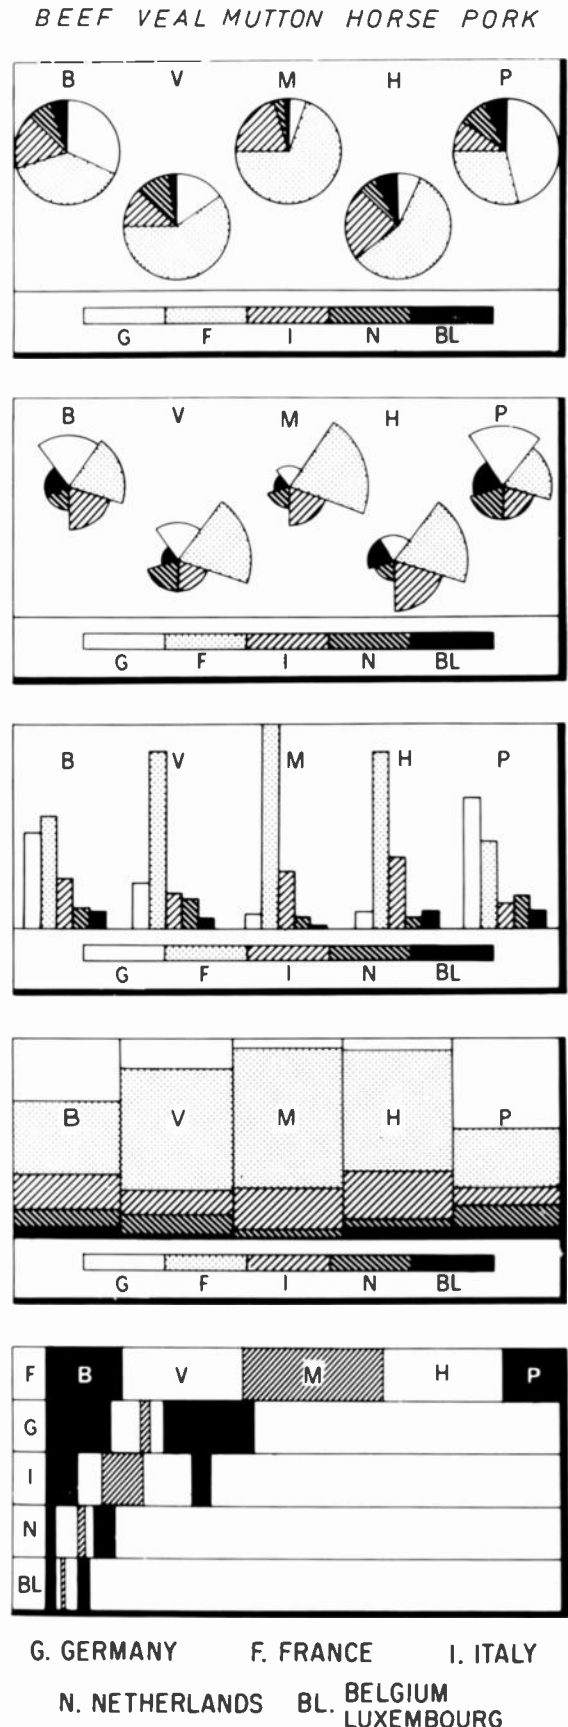 BEEF VEAL MUTTON HORSE PORK
B V M H P
G F I N BL
B V M H P
G F I N BL
B V M H P
G F I N BL
B V M H P
G F I N BL
F B V M H P
G
I
N
BL
G. GERMANY F. FRANCE I. ITALY
N. NETHERLANDS BL. BELGIUM
LUXEMBOURG